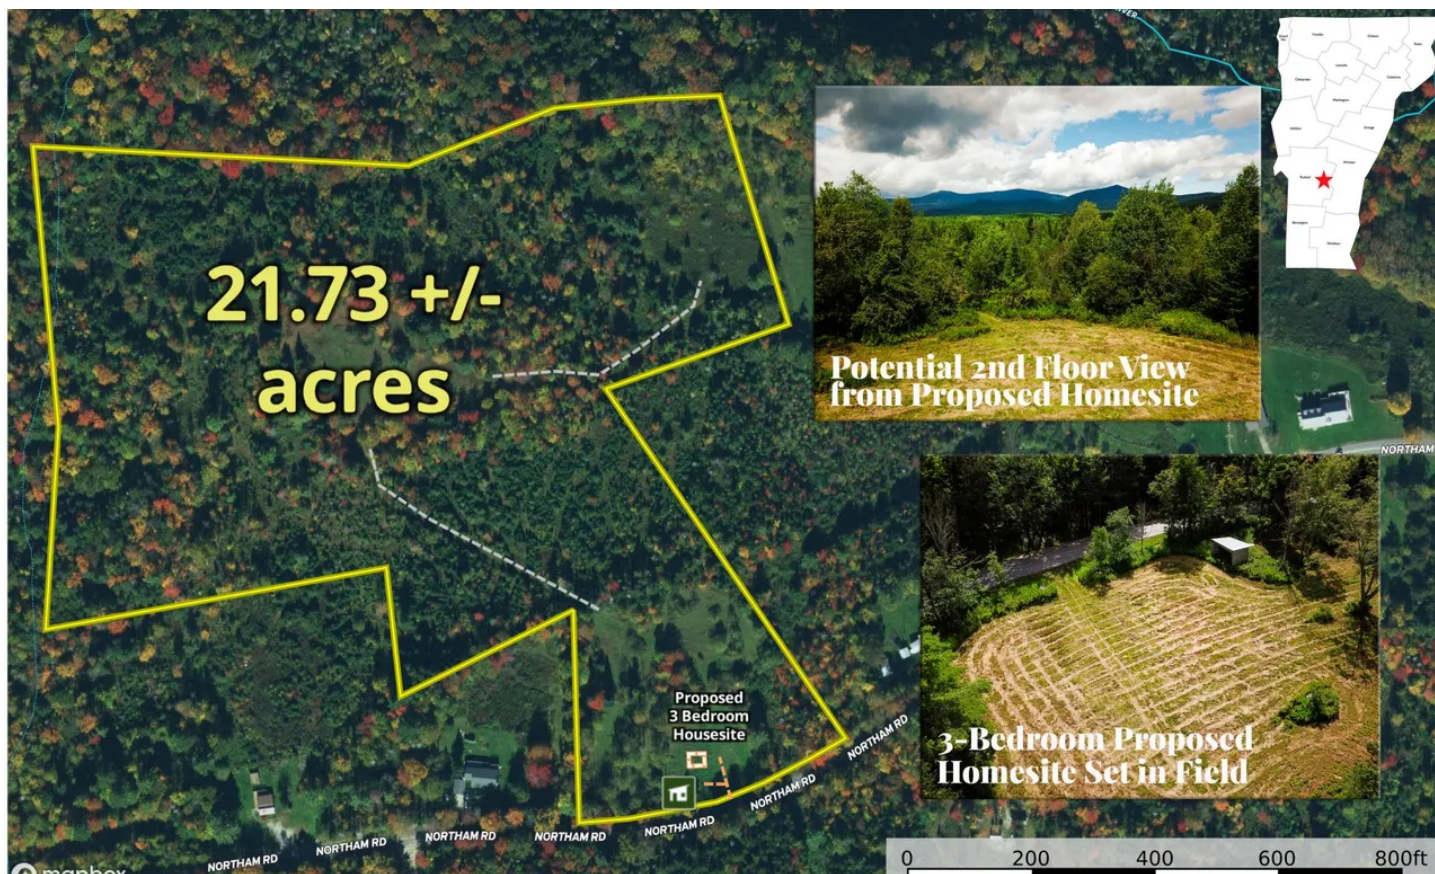 21.73 +/-
acres
Potential 2nd Floor View
from Proposed Homesite
NORTHAM
3-Bedroom Proposed
Homesite Set in Field
Proposed
3 Bedroom
Housesite
NORTHAM RD
NORTHAM RD
NORTHAM RD
NORTHAM RD
NORTHAM RD
NORTHAM RD
NORTHAM RD
mapbox
0 200 400 600 800ft